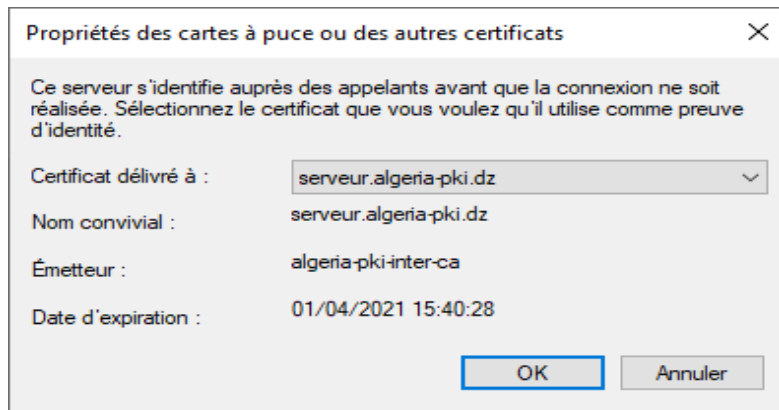 Propriétés des cartes à puce ou des autres certificats
Ce serveur s'identifie auprès des appelants avant que la connexion ne soit
réalisée. Sélectionnez le certificat que vous voulez qu'il utilise comme preuve
d'identité.
Certificat délivré à : serveur.algeria-pki.dz
Nom convivial : serveur.algeria-pki.dz
Émetteur : algeria-pki-inter-ca
Date d'expiration : 01/04/2021 15:40:28
OK Annuler